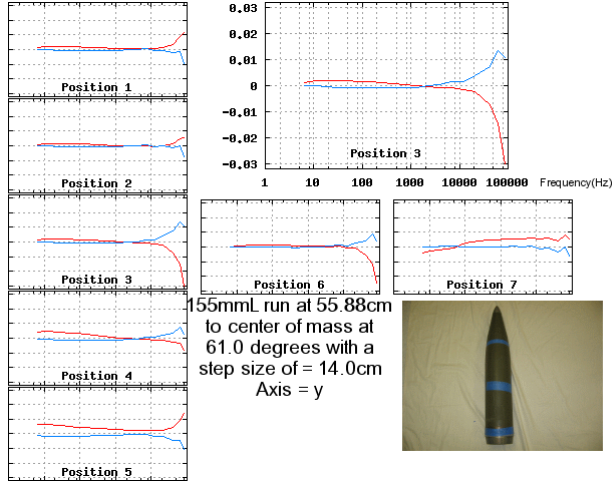 0.03
0.02
0.01
0
-0.01
-0.02
-0.03
Position 3
1 10 100 1000 10000 100000 Frequency(Hz)
Position 1
Position 2
Position 3
Position 4
Position 5
Position 6
Position 7
155mmL run at 55.88cm
to center of mass at
61.0 degrees with a
step size of = 14.0cm
Axis = y